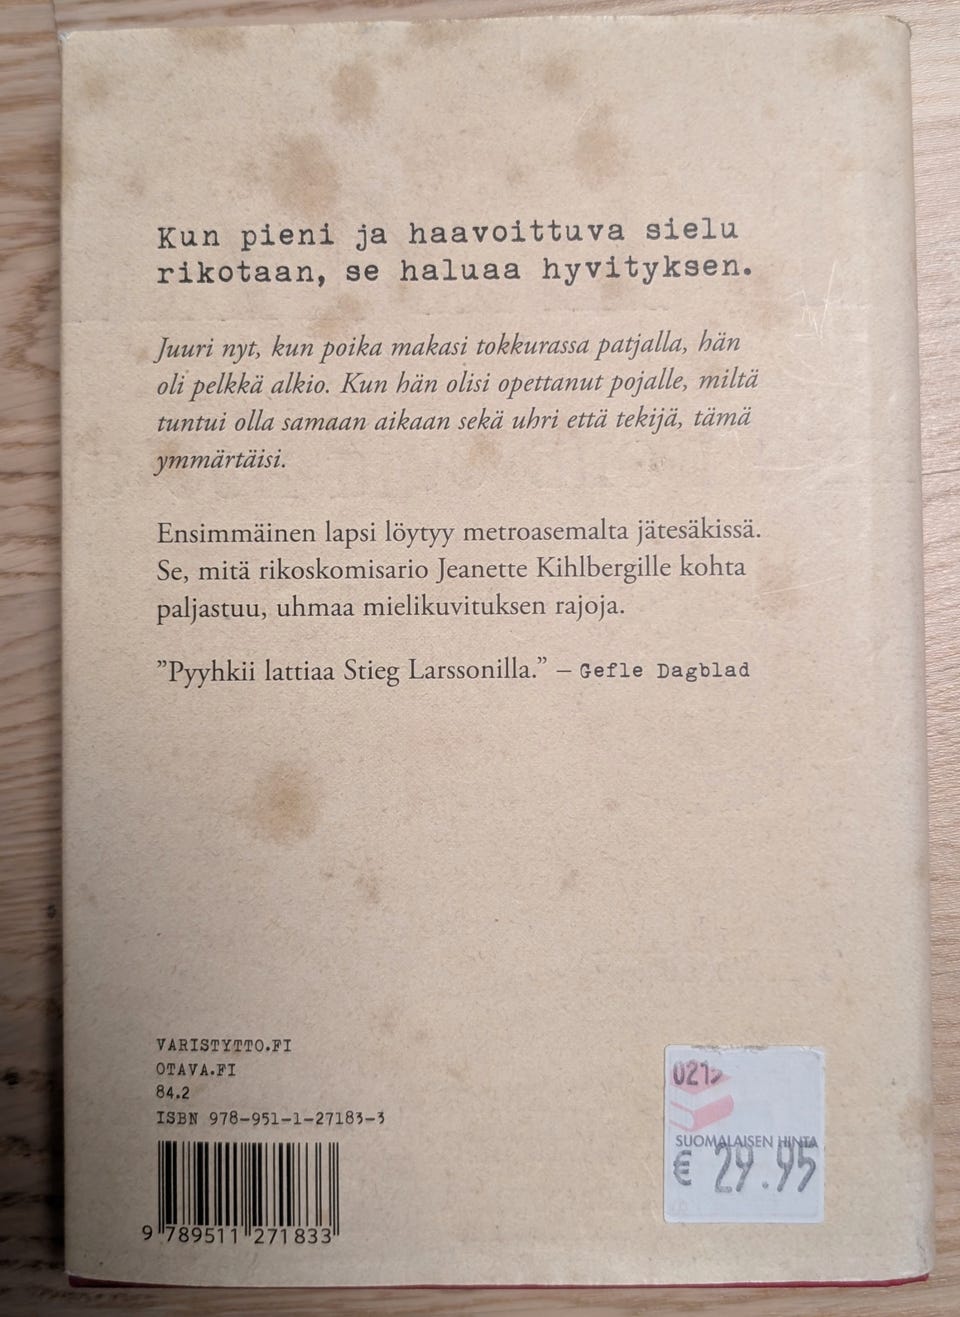 Kun pieni ja haavoittuva sielu
rikotaan, se haluaa hyvityksen.
Juuri nyt, kun poika makasi tokkurassa patjalla, hän
oli pelkkä alkio. Kun hän olisi opettanut pojalle, miltä
tuntui olla samaan aikaan sekä uhri että tekijä, tämä
ymmärtäisi.
Ensimmäinen lapsi löytyy metroasemalta jätesäkissä.
Se, mitä rikoskomisario Jeanette Kihlbergille kohta
paljastuu, uhmaa mielikuvituksen rajoja.
”Pyyhkii lattiaa Stieg Larssonilla.” – Gefle Dagblad
VARISTYTTO.FI
OTAVA.FI
84.2
ISBN 978-951-1-27183-3
9 789511 271833
SUOMALAISEN HINTA
€ 29.95